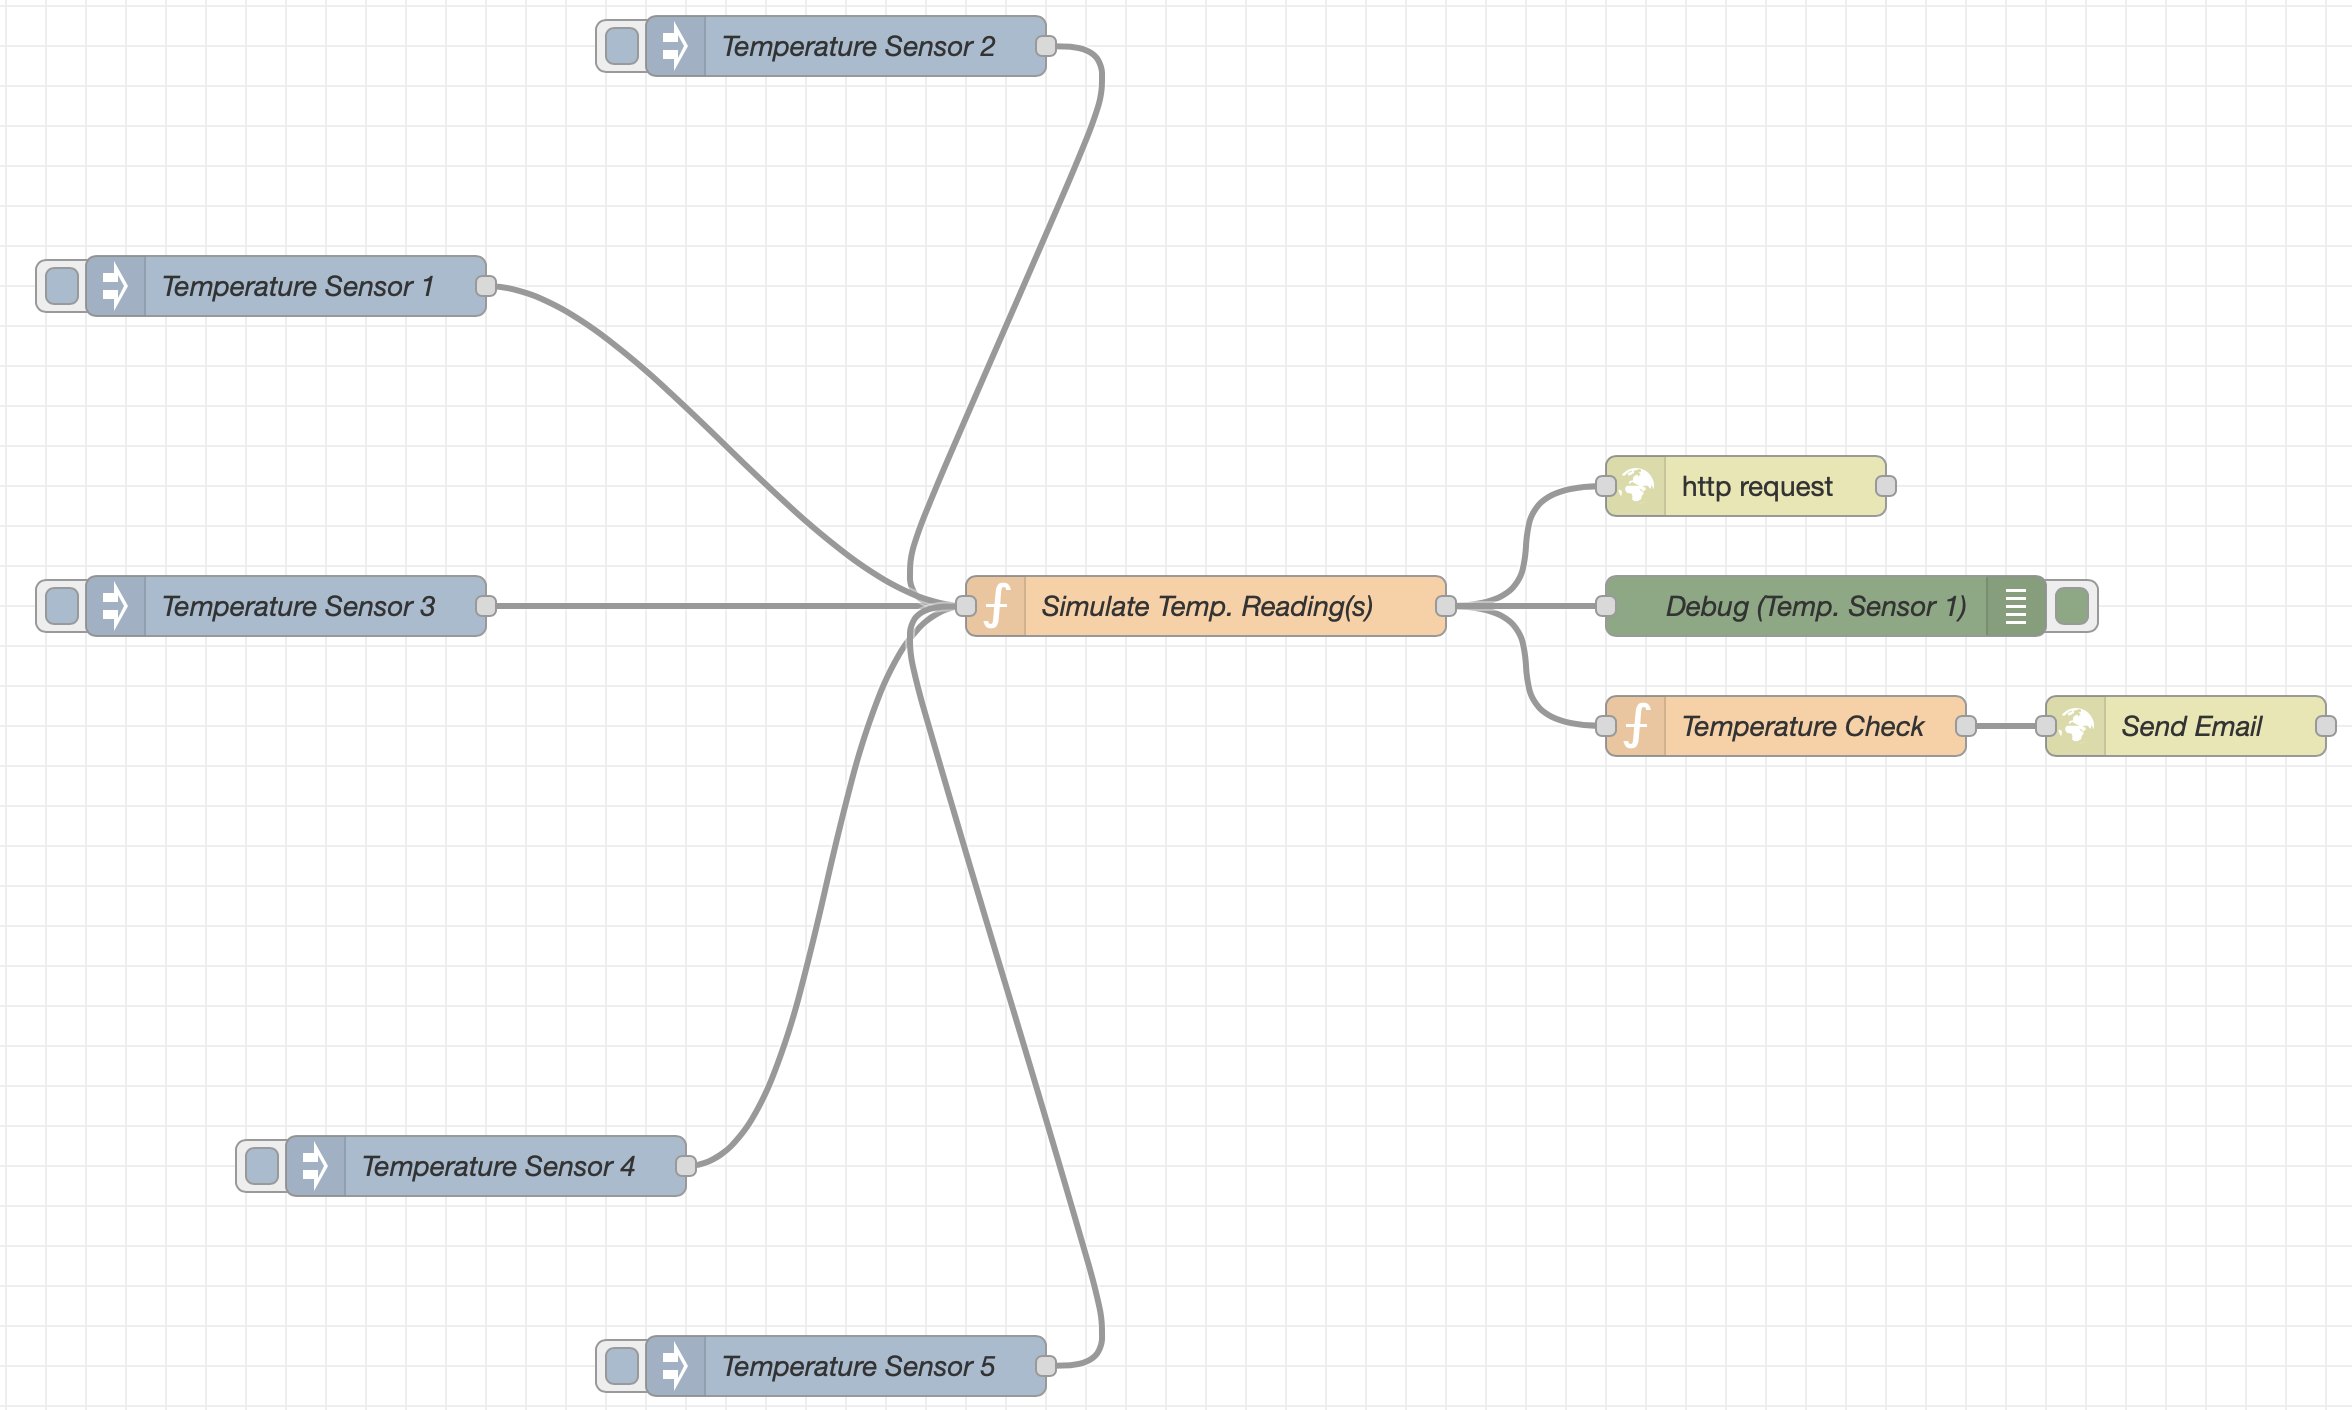 Temperature Sensor 2
Temperature Sensor 1
http request
Temperature Sensor 3
Simulate Temp. Reading(s)
Debug (Temp. Sensor 1)
Temperature Check
Send Email
Temperature Sensor 4
Temperature Sensor 5